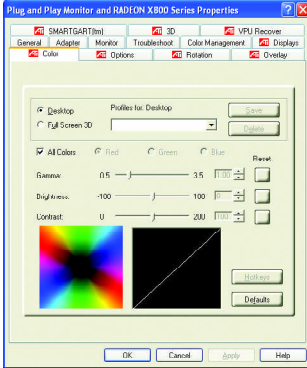 Plug and Play Monitor and RADEON X800 Series Properties
SMARTGART(tm) 3D VPU Recover
General Adapter Monitor Troubleshoot Color Management Displays
Color Options Rotation Overlay
Desktop
Profiles for: Desktop
Save
Full Screen 3D
Delete
All Colors Red Green Blue
Reset
Gamma: 0.5 3.5 1.00
Brightness: -100 100 0
Contrast: 0 200 100
Hotkeys
Defaults
OK Cancel Apply Help